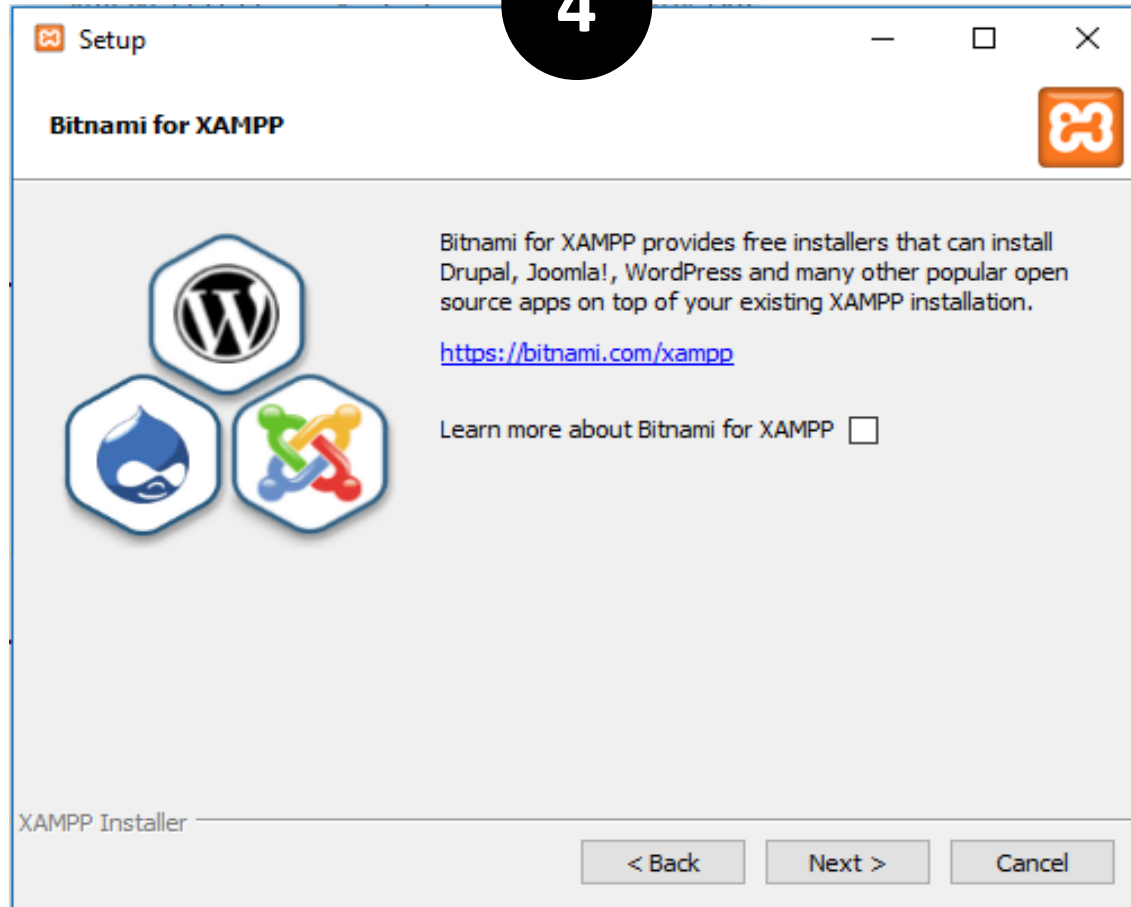 4
Setup
Bitnami for XAMPP
Bitnami for XAMPP provides free installers that can install
Drupal, Joomla!, WordPress and many other popular open
source apps on top of your existing XAMPP installation.
https://bitnami.com/xampp
Learn more about Bitnami for XAMPP
XAMPP Installer
< Back
Next >
Cancel